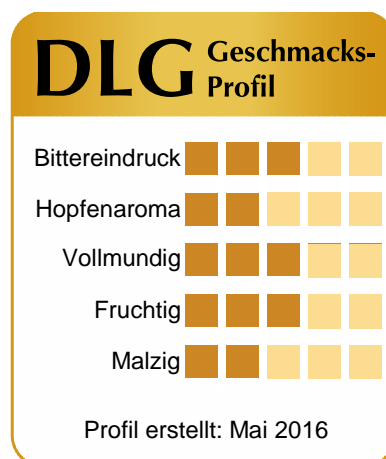 DLG Geschmacks-
Profil
Bittereindruck
Hopfenaroma
Vollmundig
Fruchtig
Malzig
Profil erstellt: Mai 2016